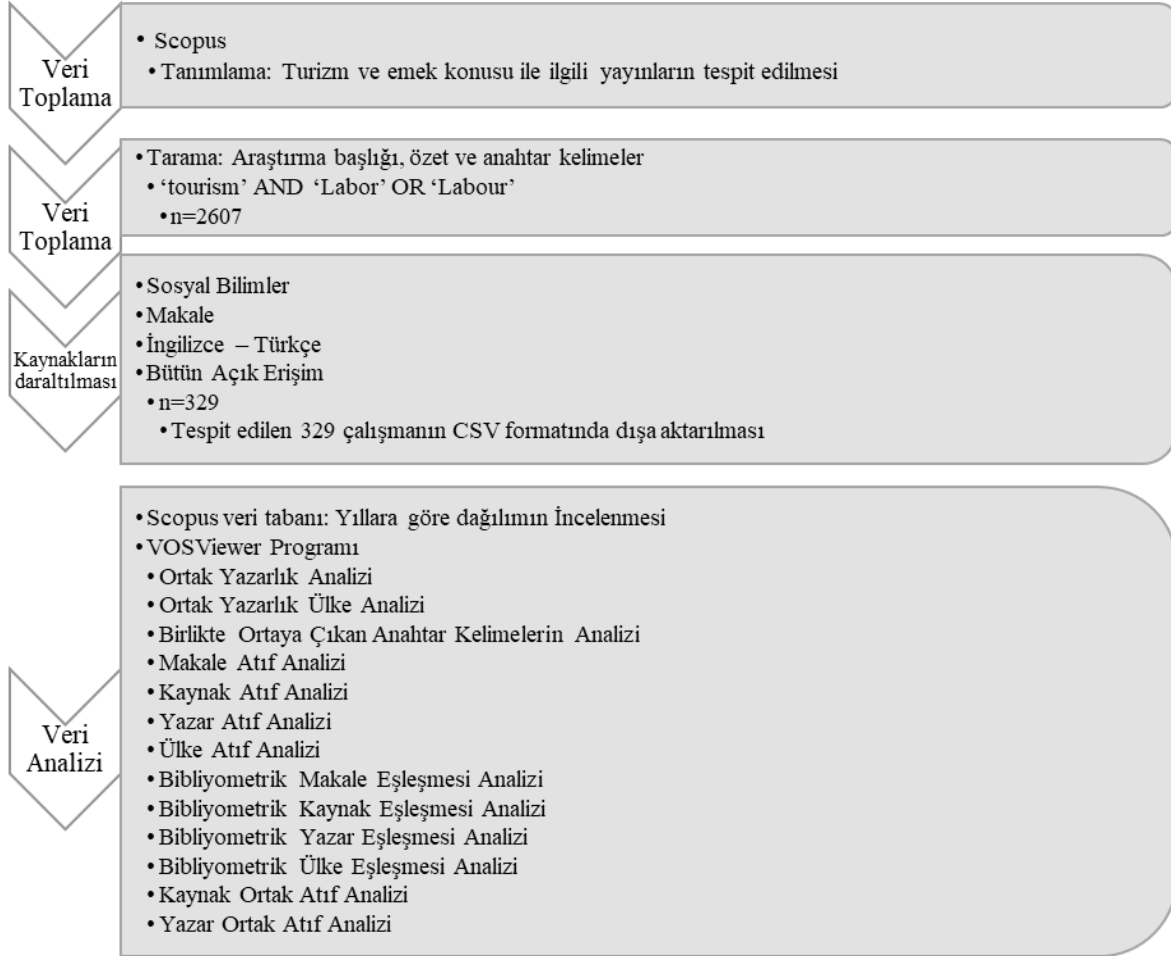 Veri
Toplama
• Scopus
• Tanımlama: Turizm ve emek konusu ile ilgili yayınların tespit edilmesi
Veri
Toplama
• Tarama: Araştırma başlığı, özet ve anahtar kelimeler
• ‘tourism’ AND ‘Labor’ OR ‘Labour’
• n=2607
Kaynakların
daraltılması
• Sosyal Bilimler
• Makale
• İngilizce – Türkçe
• Bütün Açık Erişim
• n=329
• Tespit edilen 329 çalışmanın CSV formatında dışa aktarılması
Veri
Analizi
• Scopus veri tabanı: Yıllara göre dağılımın İncelenmesi
• VOSViewer Programı
• Ortak Yazarlık Analizi
• Ortak Yazarlık Ülke Analizi
• Birlikte Ortaya Çıkan Anahtar Kelimelerin Analizi
• Makale Atıf Analizi
• Kaynak Atıf Analizi
• Yazar Atıf Analizi
• Ülke Atıf Analizi
• Bibliyometrik Makale Eşleşmesi Analizi
• Bibliyometrik Kaynak Eşleşmesi Analizi
• Bibliyometrik Yazar Eşleşmesi Analizi
• Bibliyometrik Ülke Eşleşmesi Analizi
• Kaynak Ortak Atıf Analizi
• Yazar Ortak Atıf Analizi